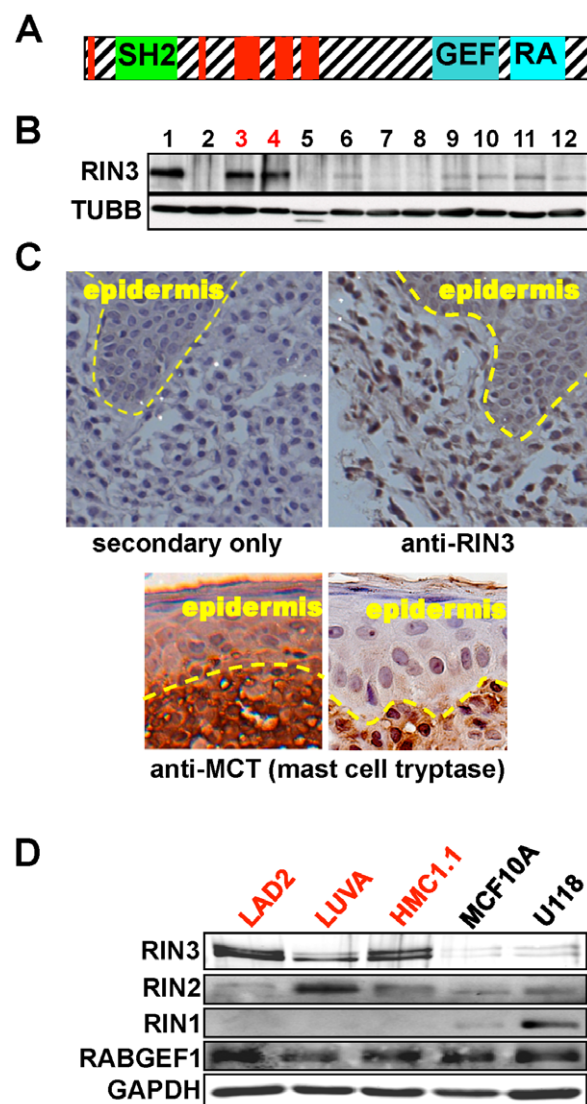 A
SH2 GEF RA
B
1 2 3 4 5 6 7 8 9 10 11 12
RIN3
TUBB
C
epidermis epidermis
secondary only anti-RIN3
epidermis epidermis
anti-MCT (mast cell tryptase)
D
LAD2 LUVA HMC1.1 MCF10A U118
RIN3
RIN2
RIN1
RABGEF1
GAPDH